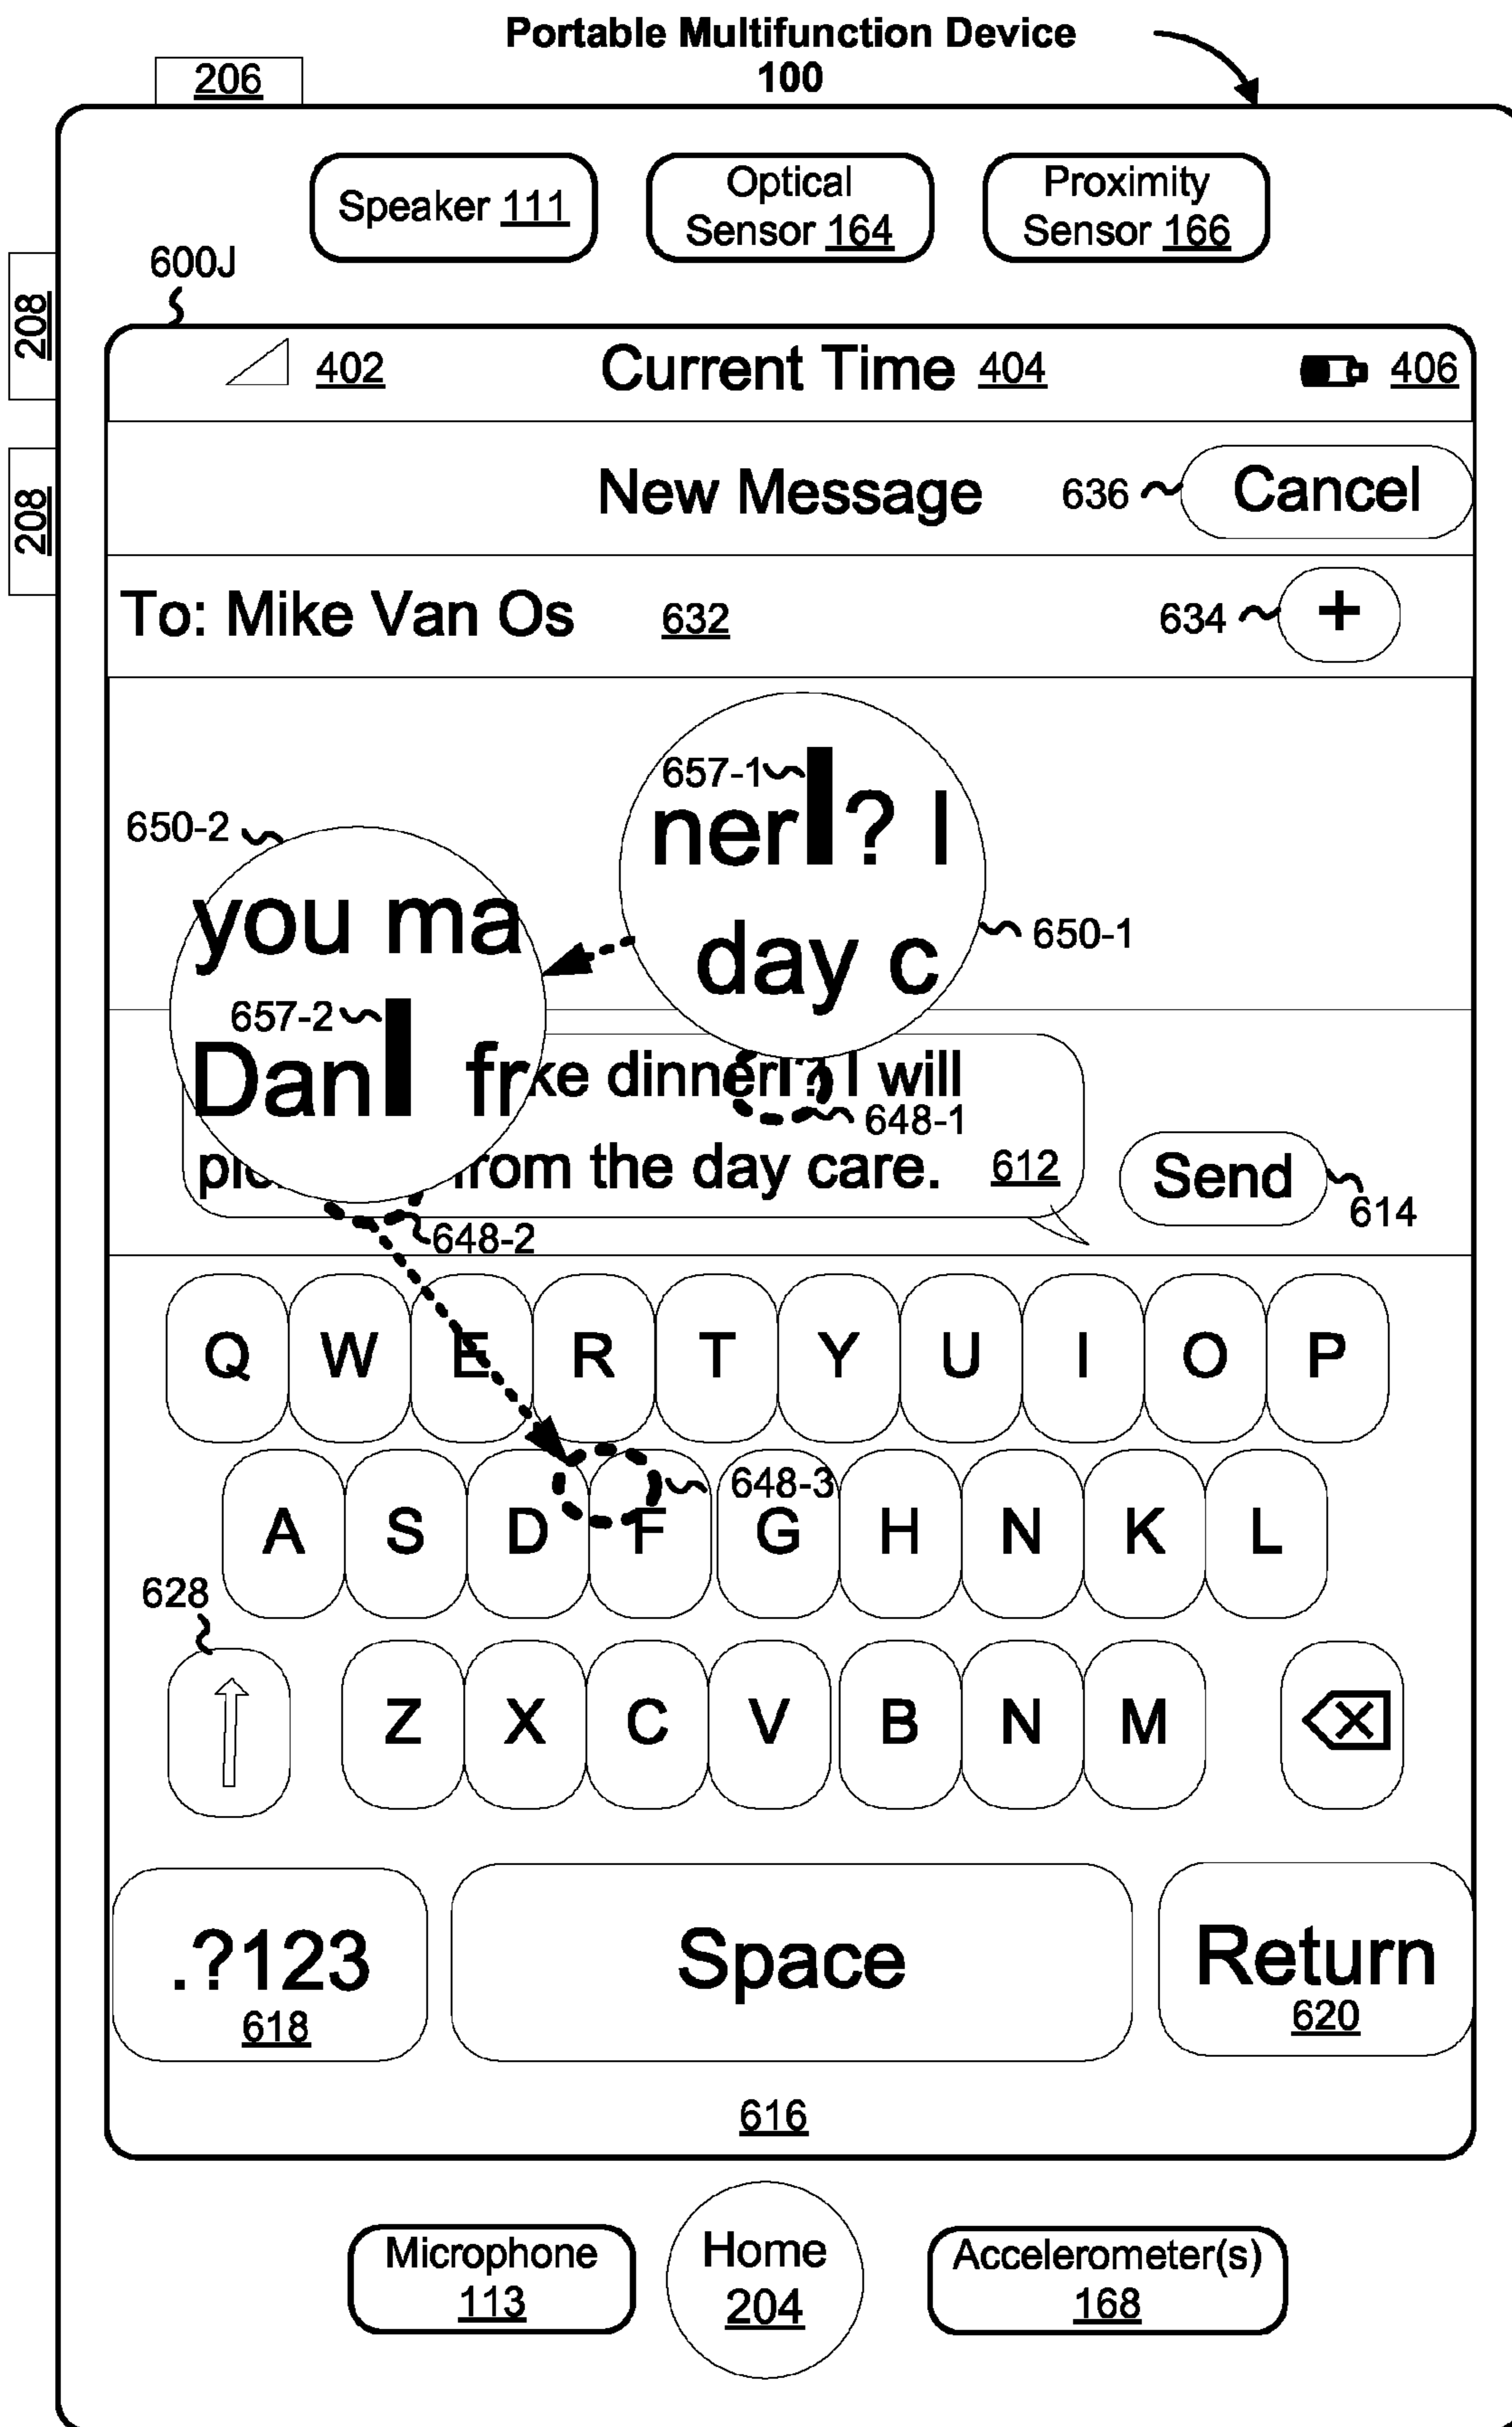 Portable Multifunction Device
100
206
Speaker 111
Optical
Sensor 164
Proximity
Sensor 166
208
208
600J
402 Current Time 404 406
New Message 636 Cancel
To: Mike Van Os 632 634 +
657-1
ner? I
day c
650-1
650-2
you ma
657-2
Dan fr
ke dinner? I will
648-1
from the day care. 612
Send
614
648-2
Q W E R T Y U I O P
648-3
A S D F G H N K L
628
Z X C V B N M
.?123
618
Space
Return
620
616
Microphone
113
Home
204
Accelerometer(s)
168